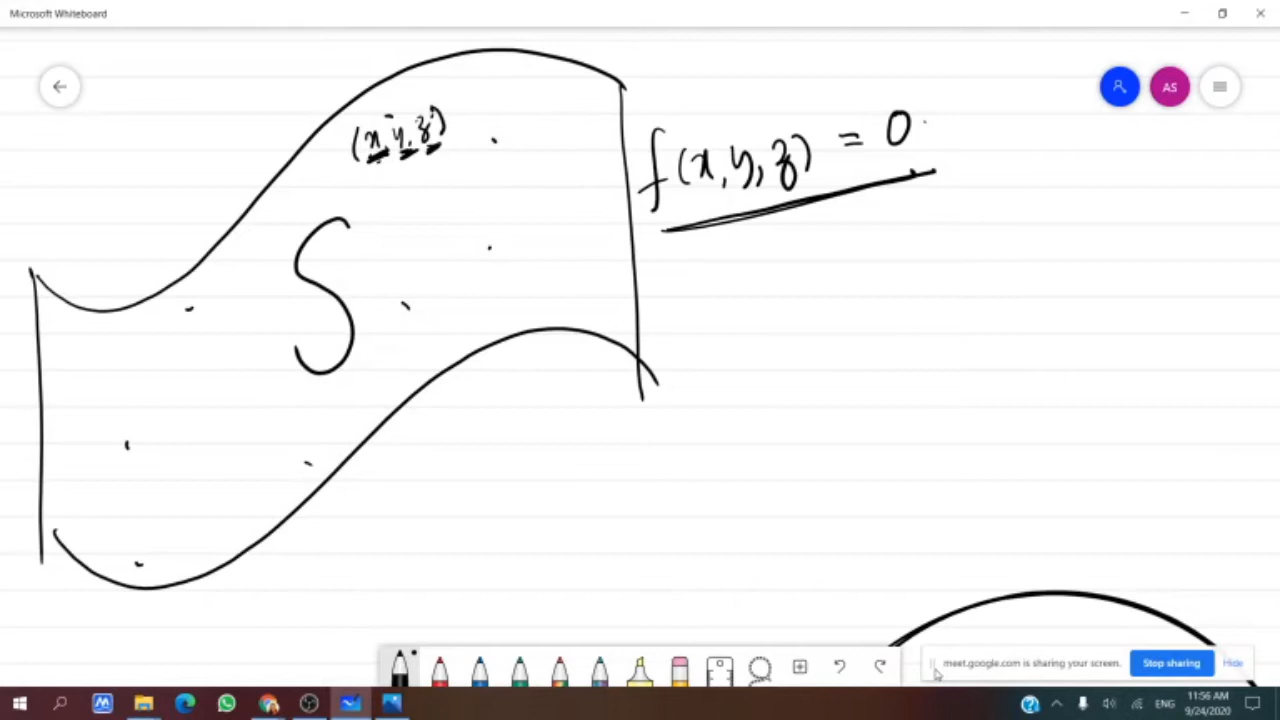 Microsoft Whiteboard
AS
(x, y, z)
f(x, y, z) = 0
S
meet.google.com is sharing your screen.
Stop sharing
Hide
ENG
11:56 AM
9/24/2020